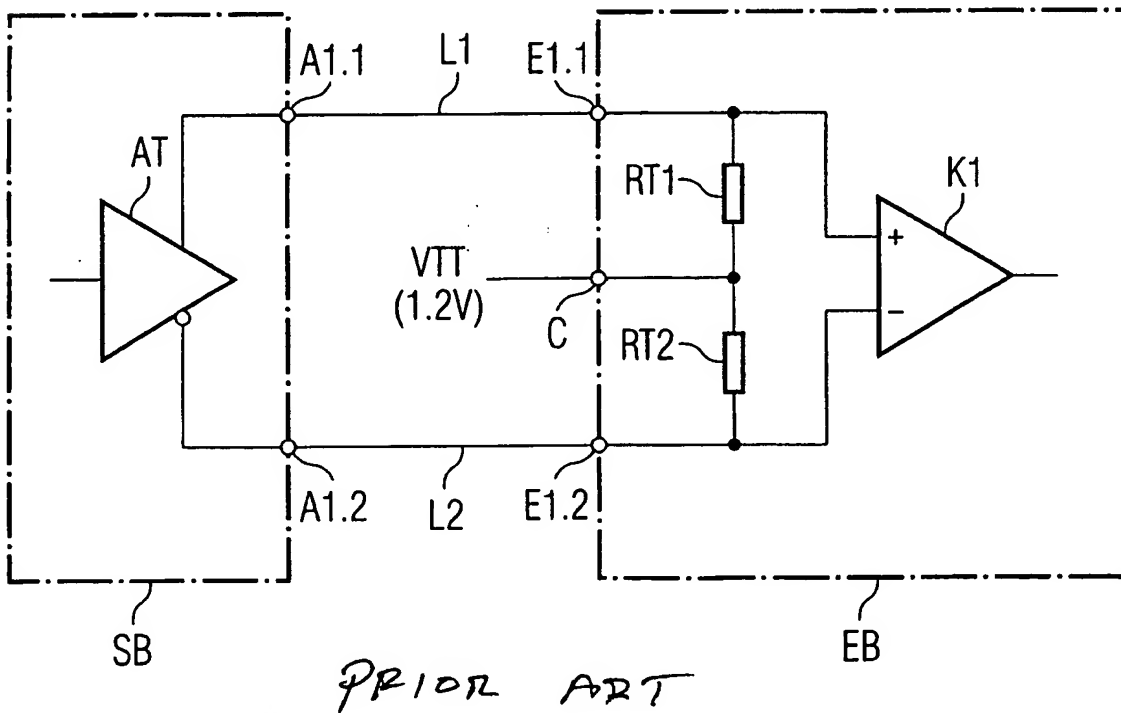 A1.1
L1
E1.1
AT
RT1
K1
+
VTT
(1.2V)
C
RT2
−
A1.2
L2
E1.2
SB
EB
PRIOR ART